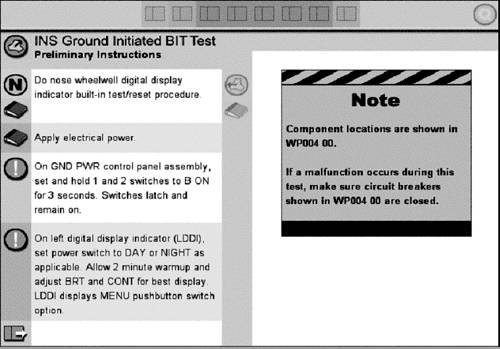 INS Ground Initiated BIT Test
Preliminary Instructions
N
Do nose wheelwell digital display
indicator built-in test/reset procedure.
Apply electrical power.
!
On GND PWR control panel assembly,
set and hold 1 and 2 switches to B ON
for 3 seconds. Switches latch and
remain on.
!
On left digital display indicator (LDDI),
set power switch to DAY or NIGHT as
applicable. Allow 2 minute warmup and
adjust BRT and CONT for best display.
LDDI displays MENU pushbutton switch
option.
Note
Component locations are shown in
WP004 00.
If a malfunction occurs during this
test, make sure circuit breakers
shown in WP004 00 are closed.